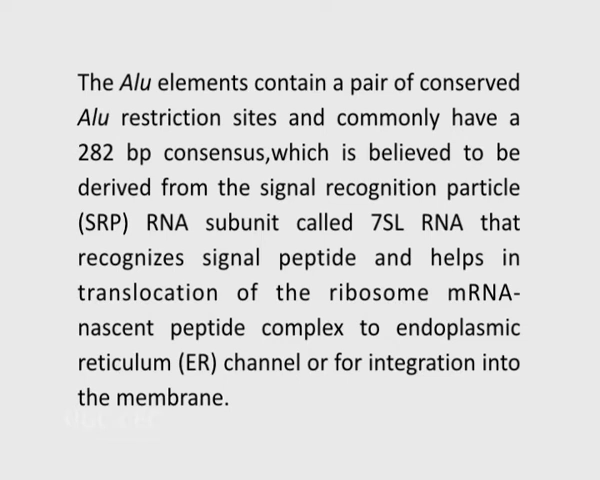 The Alu elements contain a pair of conserved
Alu restriction sites and commonly have a
282 bp consensus,which is believed to be
derived from the signal recognition particle
(SRP) RNA subunit called 7SL RNA that
recognizes signal peptide and helps in
translocation of the ribosome mRNA-
nascent peptide complex to endoplasmic
reticulum (ER) channel or for integration into
the membrane.